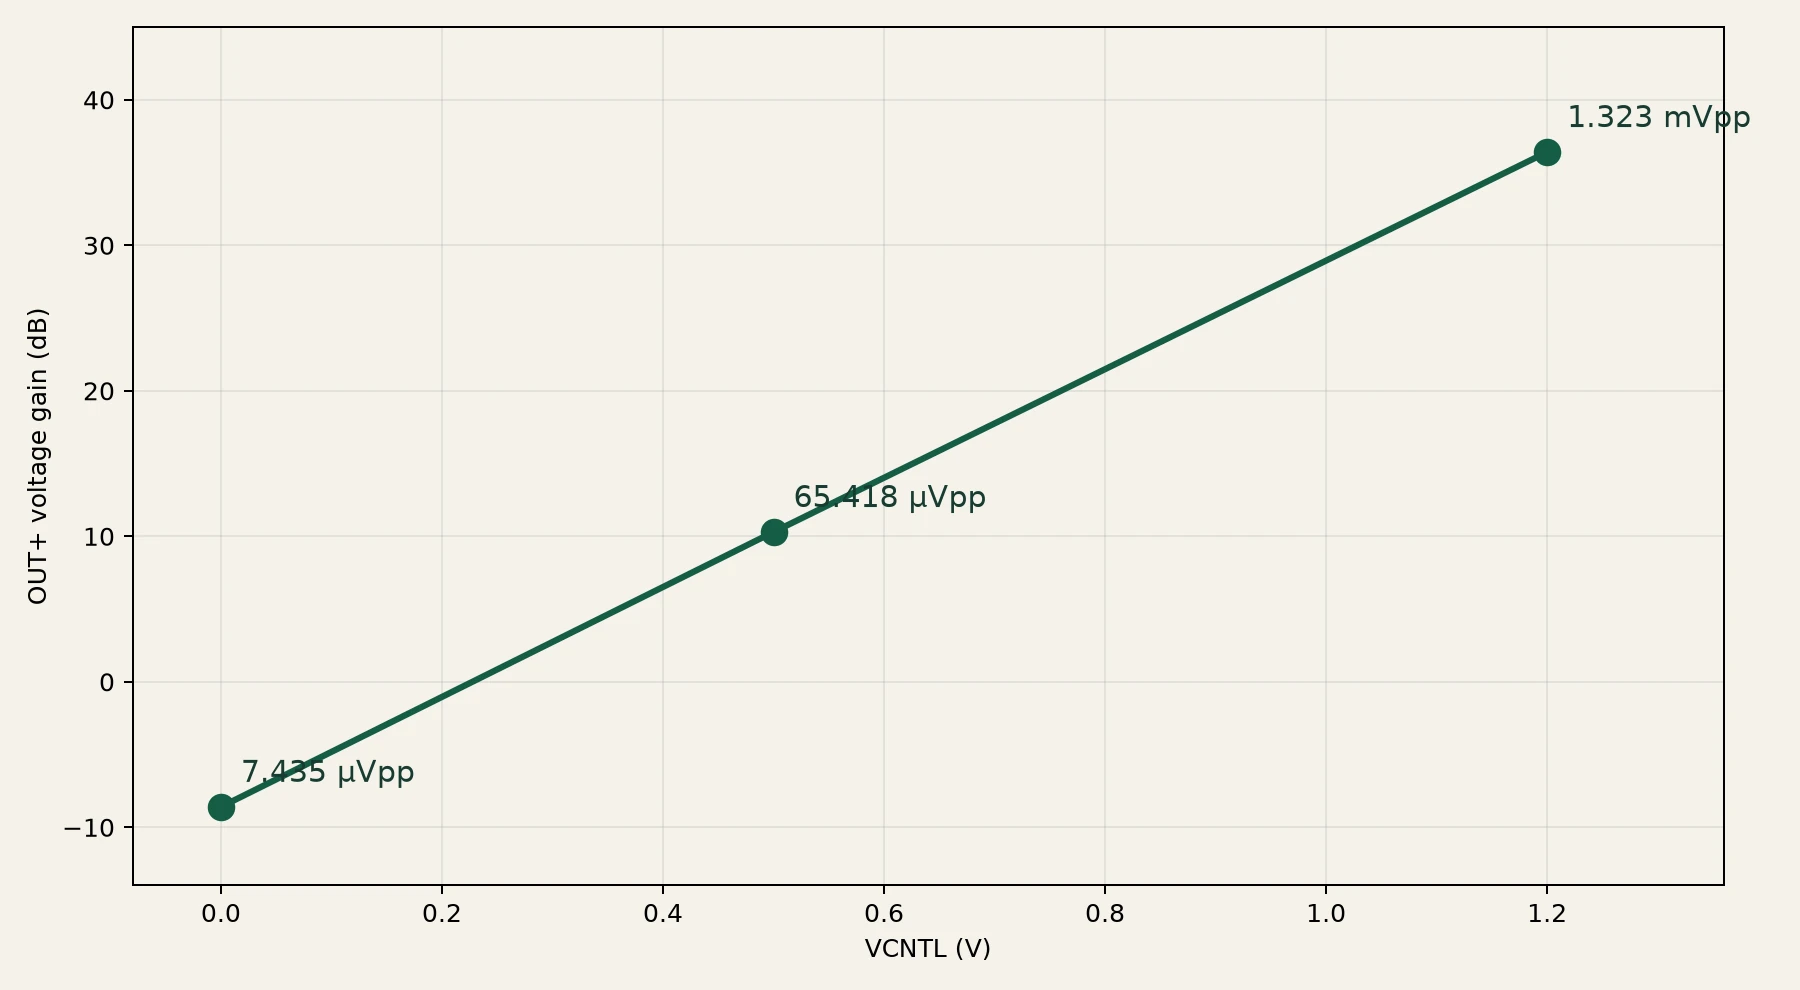 40
30
20
10
0
−10
OUT+ voltage gain (dB)
1.323 mVpp
65.418 µVpp
7.435 µVpp
0.0 0.2 0.4 0.6 0.8 1.0 1.2
VCNTL (V)